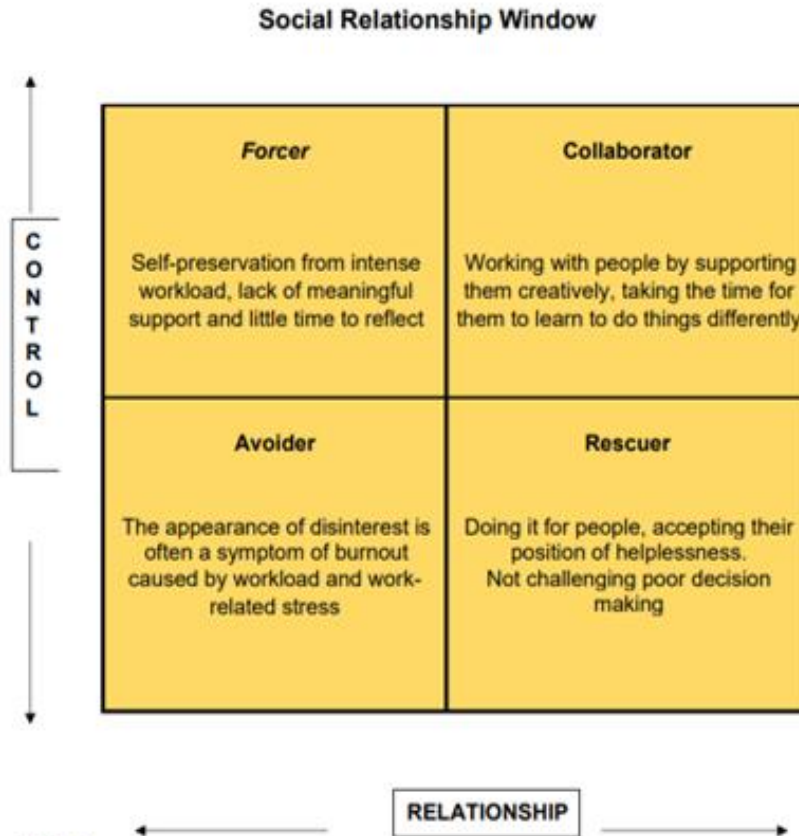 Social Relationship Window
Forcer
Self-preservation from intense
workload, lack of meaningful
support and little time to reflect
Collaborator
Working with people by supporting
them creatively, taking the time for
them to learn to do things differently
CONTROL
Avoider
The appearance of disinterest is
often a symptom of burnout
caused by workload and work-
related stress
Rescuer
Doing it for people, accepting their
position of helplessness.
Not challenging poor decision
making
RELATIONSHIP